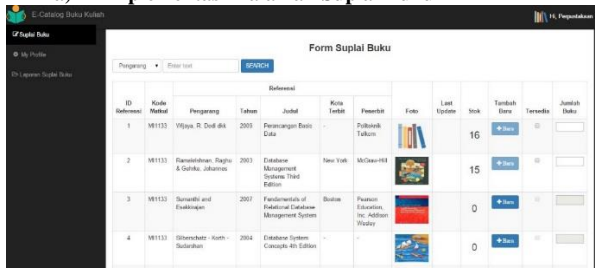 E-Catalog Buku Kuliah
Hi, Perpustakaan
Suplai Buku
My Profile
Laporan Suplai Buku
Form Suplai Buku
Pengarang
Enter text
SEARCH
Referensi
ID Referensi Kode Matkul Pengarang Tahun Judul Kota Terbit Penerbit Foto Last Update Stok Tambah Baru Tersedia Jumlah Buku
1 MI1133 Wijaya, R. Dedi dkk 2005 Perancangan Basis Data - Politeknik Telkom 16 +Baru
2 MI1133 Ramakrishnan, Raghu & Gehrke, Johannes 2003 Database Management Systems Third Edition New York McGraw-Hill 15 +Baru
3 MI1133 Sumanthi and Esakkirajan 2007 Fundamentals of Relational Database Management System Boston Pearson Education, Inc. Addison Wesley 0 +Baru
4 MI1133 Silberschatz - Korth - Sudarshan 2004 Database System Concepts 4th Edition - - 0 +Baru